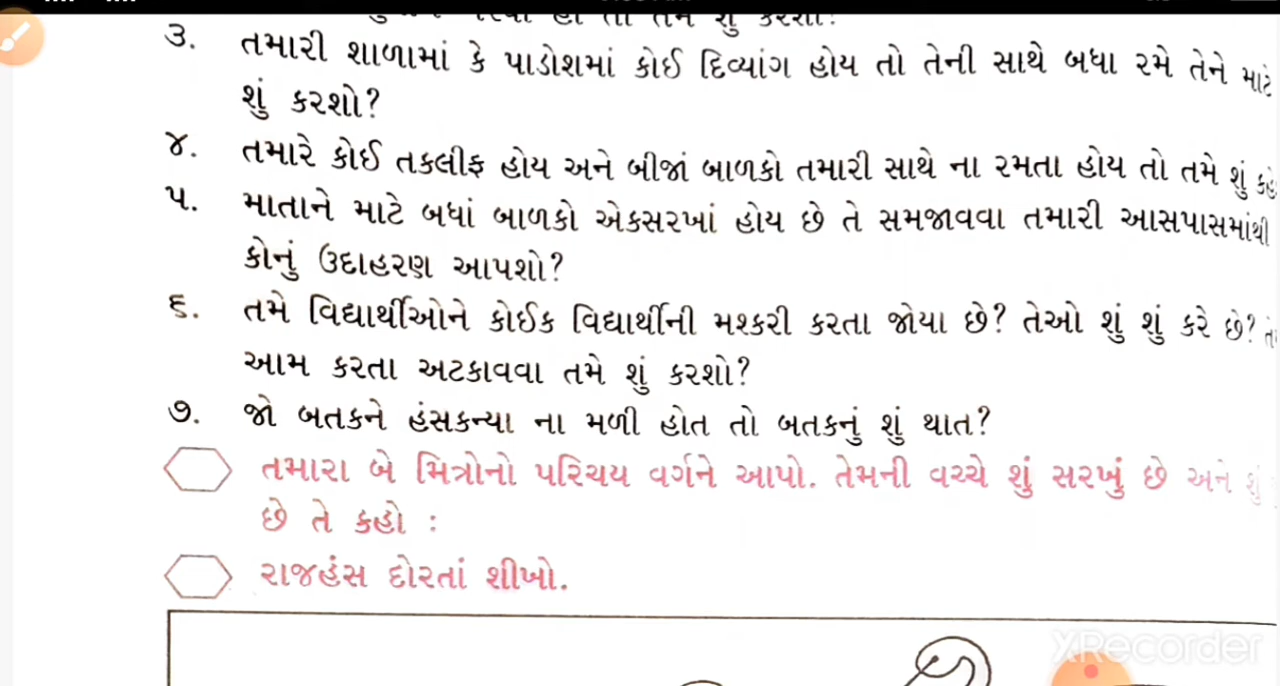 ૩. તમારી શાળામાં કે પાડોશમાં કોઈ દિવ્યાંગ હોય તો તેની સાથે બધા રમે તેને માટે
શું કરશો?
૪. તમારે કોઈ તકલીફ હોય અને બીજાં બાળકો તમારી સાથે ના રમતા હોય તો તમે શું
૫. માતાને માટે બધાં બાળકો એકસરખાં હોય છે તે સમજાવવા તમારી આસપાસમાંથી
કોનું ઉદાહરણ આપશો?
૬. તમે વિદ્યાર્થીઓને કોઈક વિદ્યાર્થીની મશ્કરી કરતા જોયા છે? તેઓ શું શું કરે છે?
આમ કરતા અટકાવવા તમે શું કરશો?
૭. જો બતકને હંસકન્યા ના મળી હોત તો બતકનું શું થાત?
તમારા બે મિત્રોનો પરિચય વર્ગને આપો. તેમની વચ્ચે શું સરખું છે અને શું
છે તે કહો :
રાજહંસ દોરતાં શીખો.
XRecorder